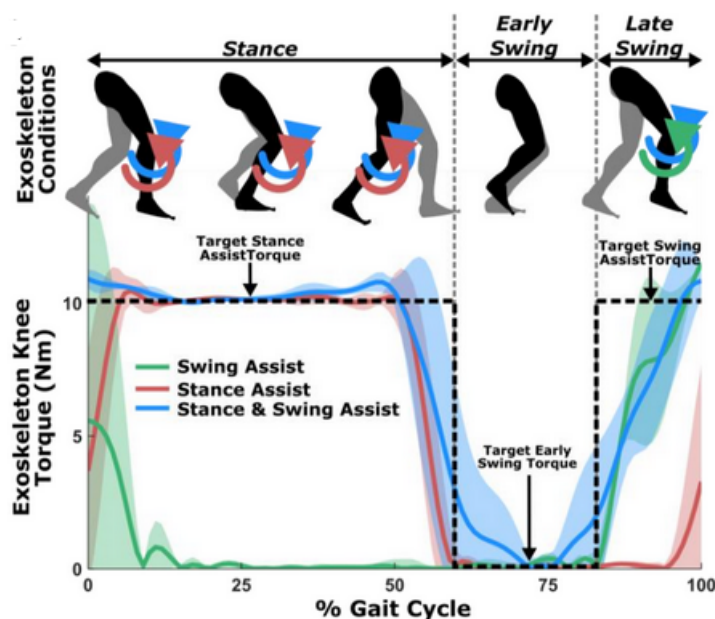 Stance
Early
Swing
Late
Swing
Exoskeleton
Conditions
Target Stance
AssistTorque
Target Swing
AssistTorque
Swing Assist
Stance Assist
Stance & Swing Assist
Target Early
Swing Torque
Exoskeleton Knee
Torque (Nm)
10
5
0
0
25
50
75
100
% Gait Cycle